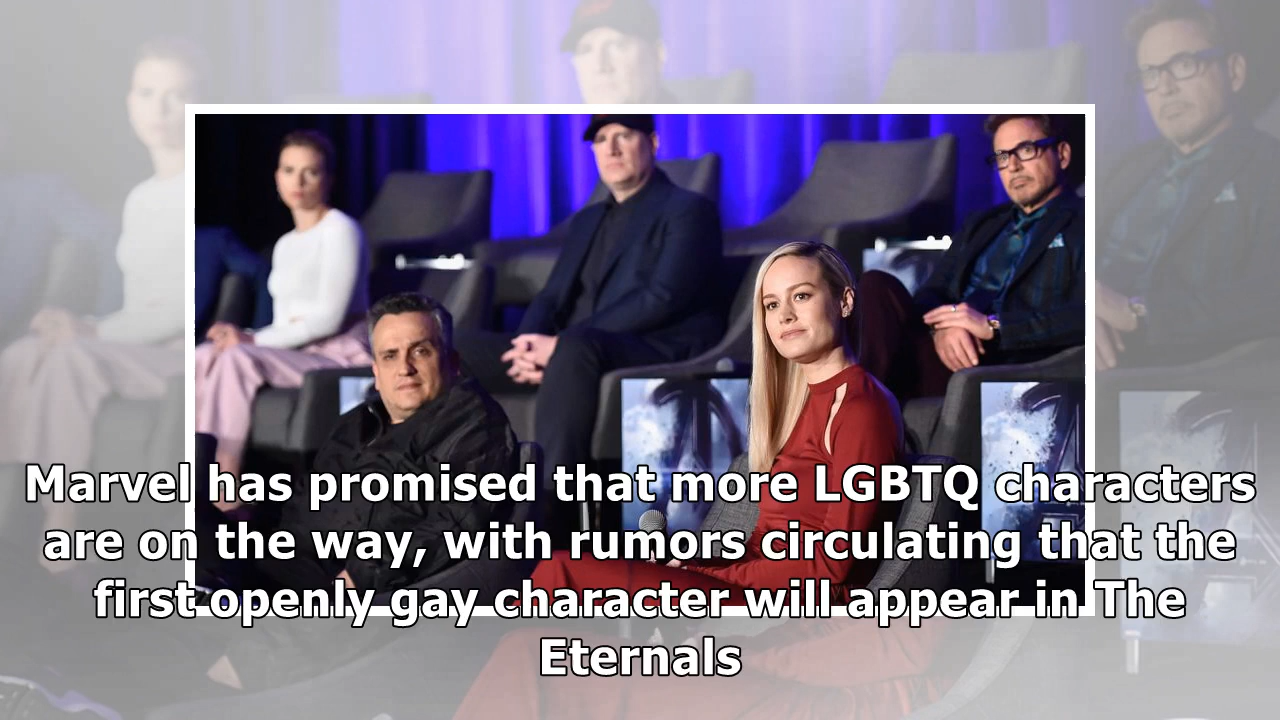 Marvel has promised that more LGBTQ characters
are on the way, with rumors circulating that the
first openly gay character will appear in The
Eternals